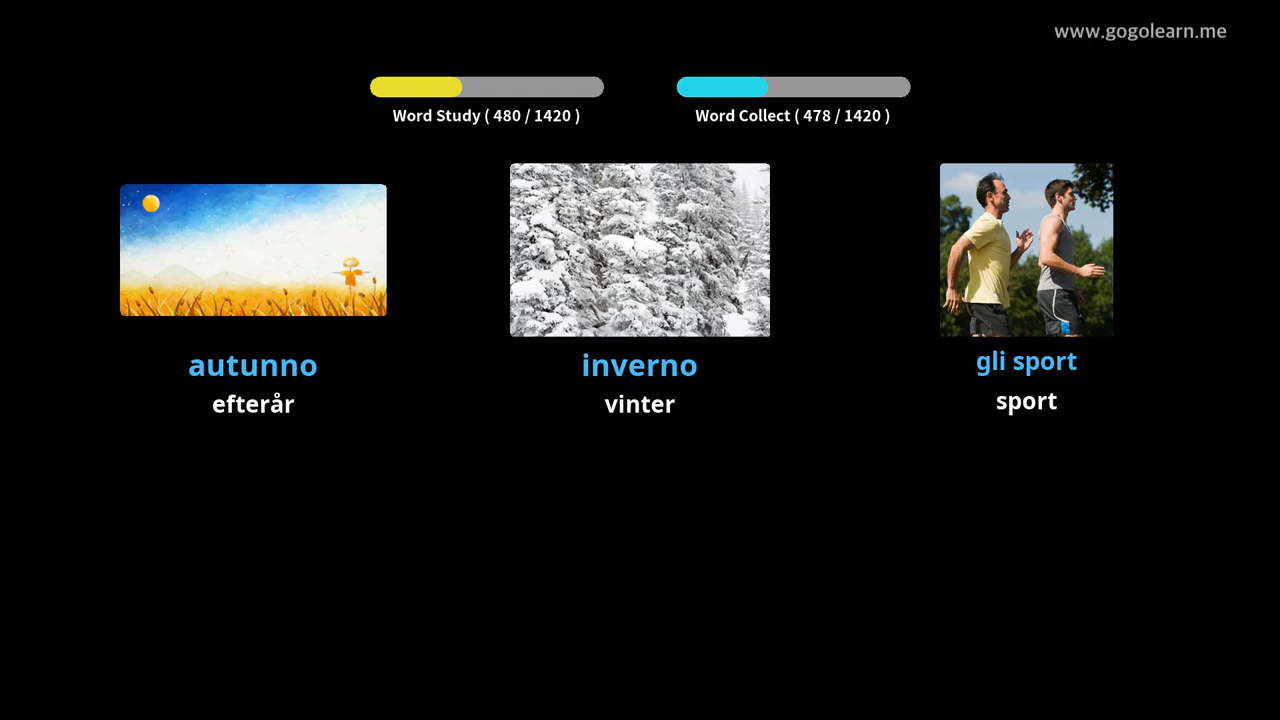 www.gogolearn.me
Word Study ( 480 / 1420 )
Word Collect ( 478 / 1420 )
autunno
efterår
inverno
vinter
gli sport
sport